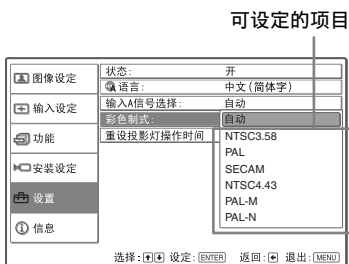 可设定的项目
图像设定
输入设定
功能
安装设定
设置
信息
状态: 开
语言: 中文(简体字)
输入A信号选择: 自动
彩色制式: 自动
重设投影灯操作时间
NTSC3.58
PAL
SECAM
NTSC4.43
PAL-M
PAL-N
选择: 设定: ENTER 返回: 退出: MENU